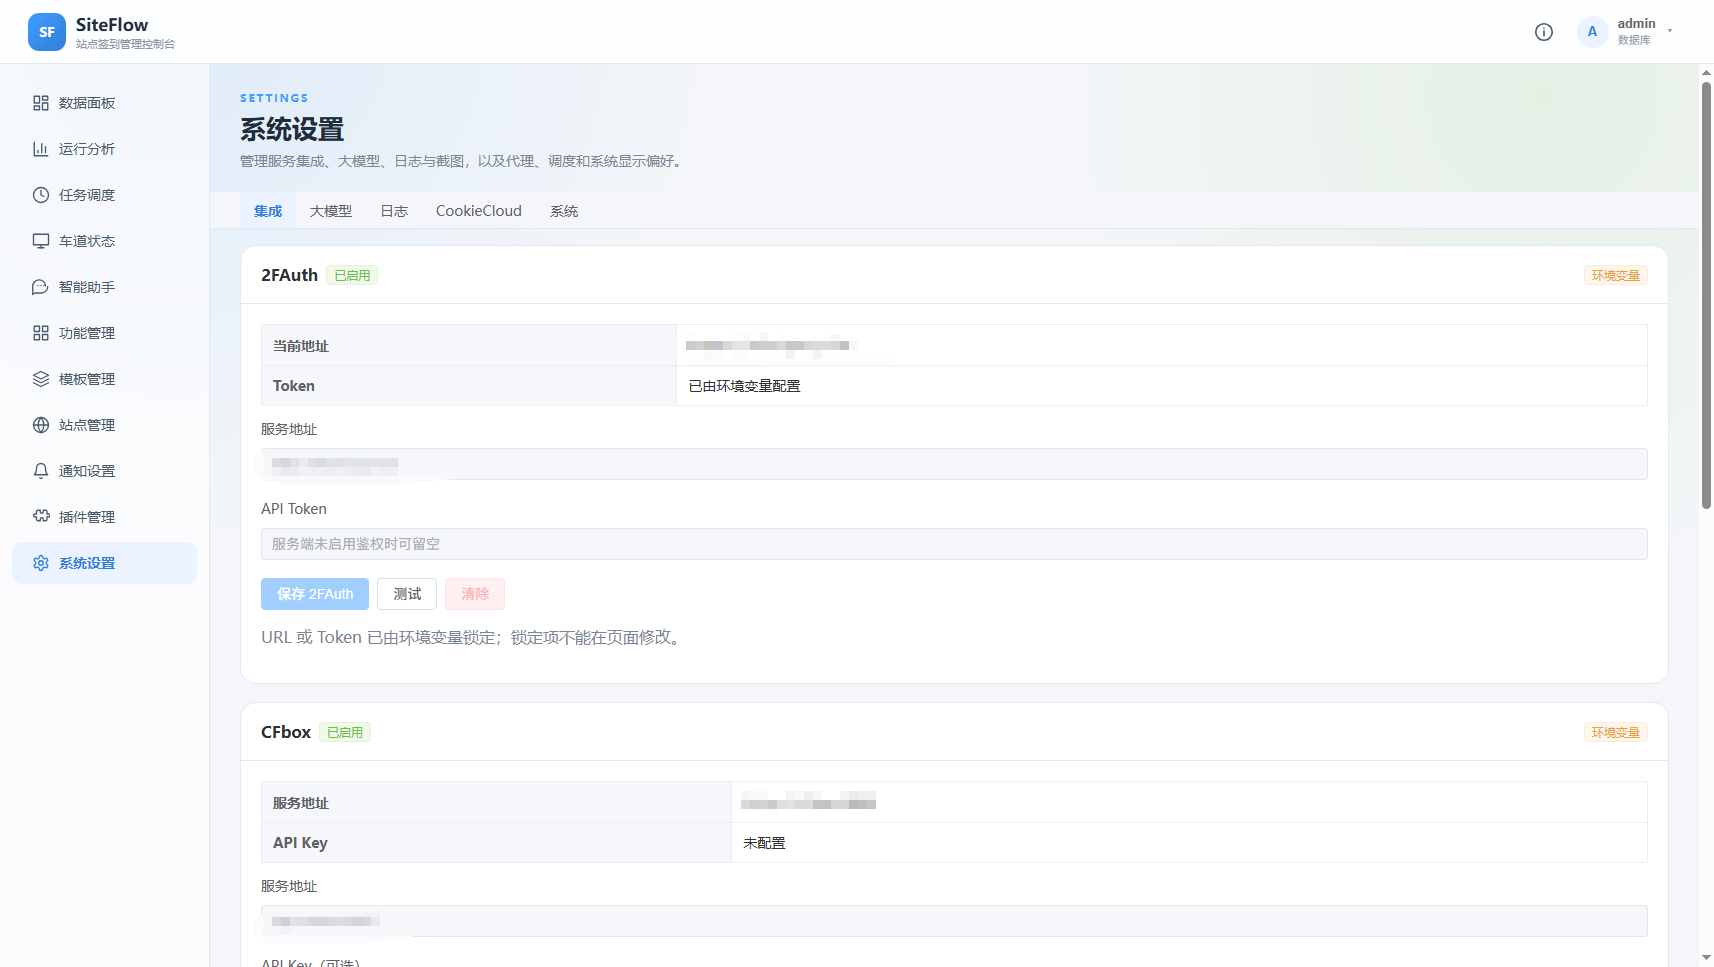 SF
SiteFlow
站点签到管理控制台
A
admin
数据库
数据面板
运行分析
任务调度
车道状态
智能助手
功能管理
模板管理
站点管理
通知设置
插件管理
系统设置
SETTINGS
系统设置
管理服务集成、大模型、日志与截图，以及代理、调度和系统显示偏好。
集成 大模型 日志 CookieCloud 系统
2FAuth 已启用 环境变量
当前地址
Token 已由环境变量配置
服务地址
API Token
服务端未启用鉴权时可留空
保存 2FAuth 测试 清除
URL 或 Token 已由环境变量锁定；锁定项不能在页面修改。
CFbox 已启用 环境变量
服务地址
API Key 未配置
服务地址
API Key（可选）